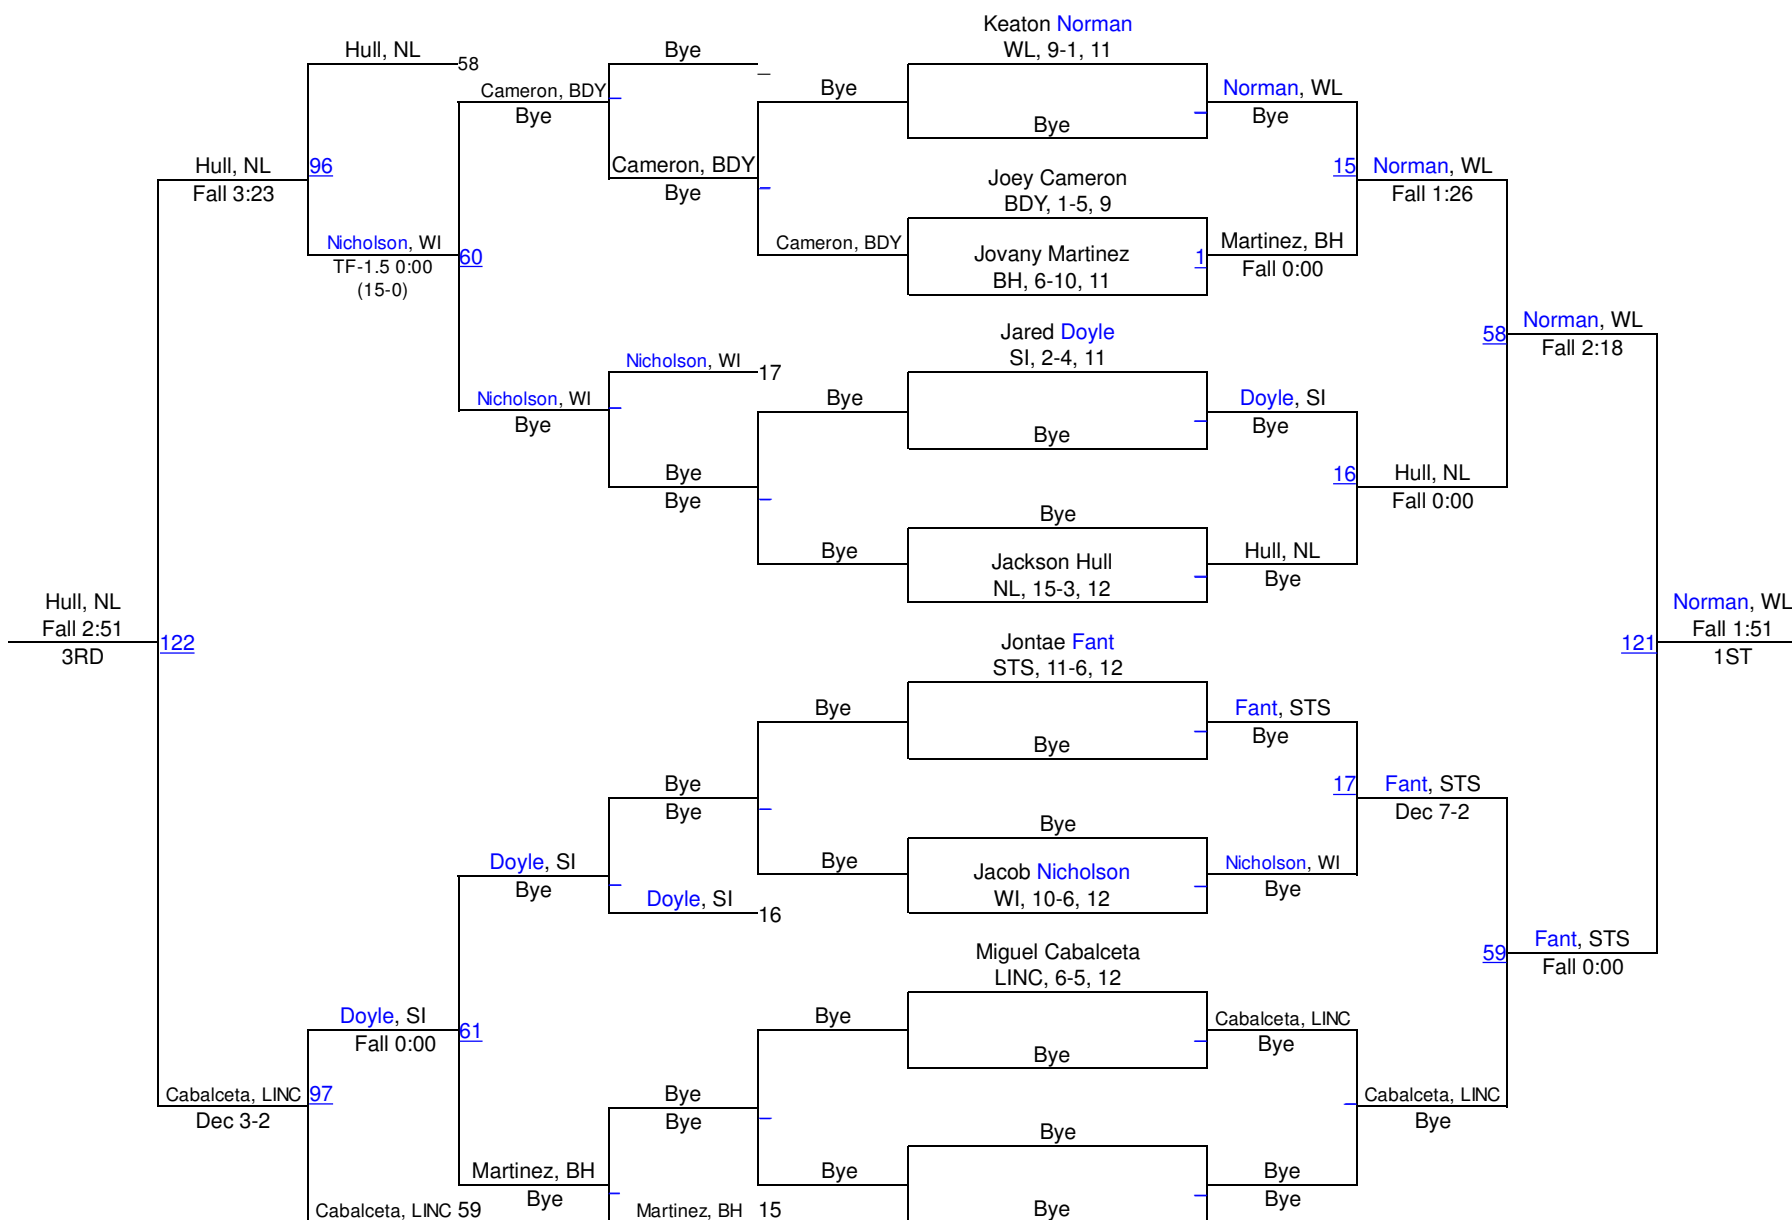 Keaton Norman
Hull, NL
58
Bye
WL, 9-1, 11
Cameron, BDY
Bye
Bye
Norman, WL
Bye
Bye
Hull, NL
Fall 3:23
96
Cameron, BDY
Bye
Joey Cameron
BDY, 1-5, 9
15
Norman, WL
Fall 1:26
Nicholson, WI
TF-1.5 0:00
(15-0)
60
Cameron, BDY
Jovany Martinez
BH, 6-10, 11
1
Martinez, BH
Fall 0:00
Jared Doyle
SI, 2-4, 11
58
Norman, WL
Fall 2:18
Nicholson, WI
17
Nicholson, WI
Bye
Bye
Bye
Doyle, SI
Bye
Bye
Bye
16
Hull, NL
Fall 0:00
Bye
Bye
Jackson Hull
NL, 15-3, 12
Hull, NL
Bye
Hull, NL
Fall 2:51
3RD
122
Jontae Fant
STS, 11-6, 12
121
Norman, WL
Fall 1:51
1ST
Bye
Bye
Fant, STS
Bye
Bye
Bye
17
Fant, STS
Dec 7-2
Doyle, SI
Bye
Bye
Bye
Jacob Nicholson
WI, 10-6, 12
Nicholson, WI
Bye
Doyle, SI
16
Miguel Cabalceta
LINC, 6-5, 12
59
Fant, STS
Fall 0:00
Doyle, SI
Fall 0:00
61
Bye
Bye
Cabalceta, LINC
Bye
Cabalceta, LINC
Dec 3-2
97
Bye
Bye
Cabalceta, LINC
Bye
Martinez, BH
Bye
Bye
Bye
Bye
Bye
Bye
Cabalceta, LINC 59
Martinez, BH 15